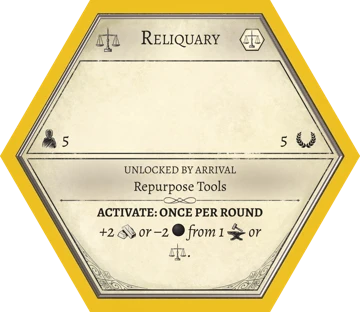 RELIQUARY
5 5
UNLOCKED BY ARRIVAL
Repurpose Tools
ACTIVATE: ONCE PER ROUND
+2 or −2 from 1 or
.